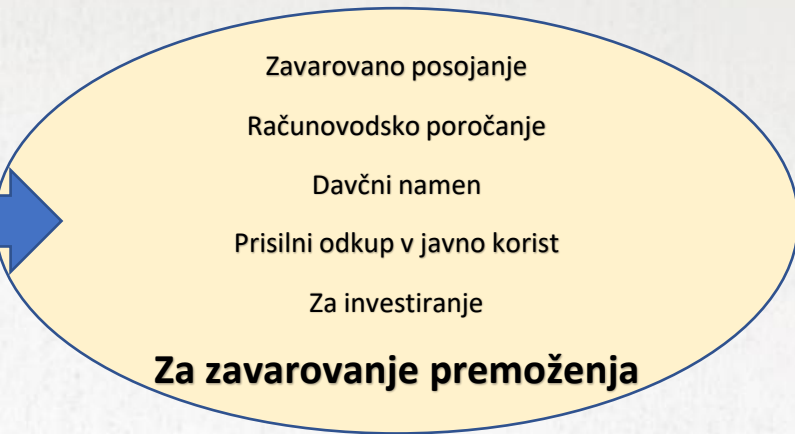 Zavarovano posojanje
Računovodsko poročanje
Davčni namen
Prisilni odkup v javno korist
Za investiranje
Za zavarovanje premoženja